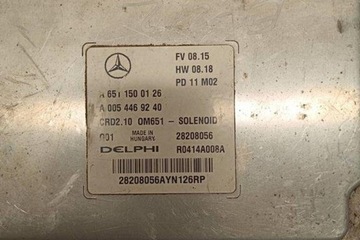 FV 08.15
HW 08.18
PD 11 M02
A 651 150 01 26
A 005 446 92 40
CRD2.10 OM651 - SOLENOID
001 MADE IN HUNGARY 28208056
DELPHI R0414A008A
28208056AYN126RP